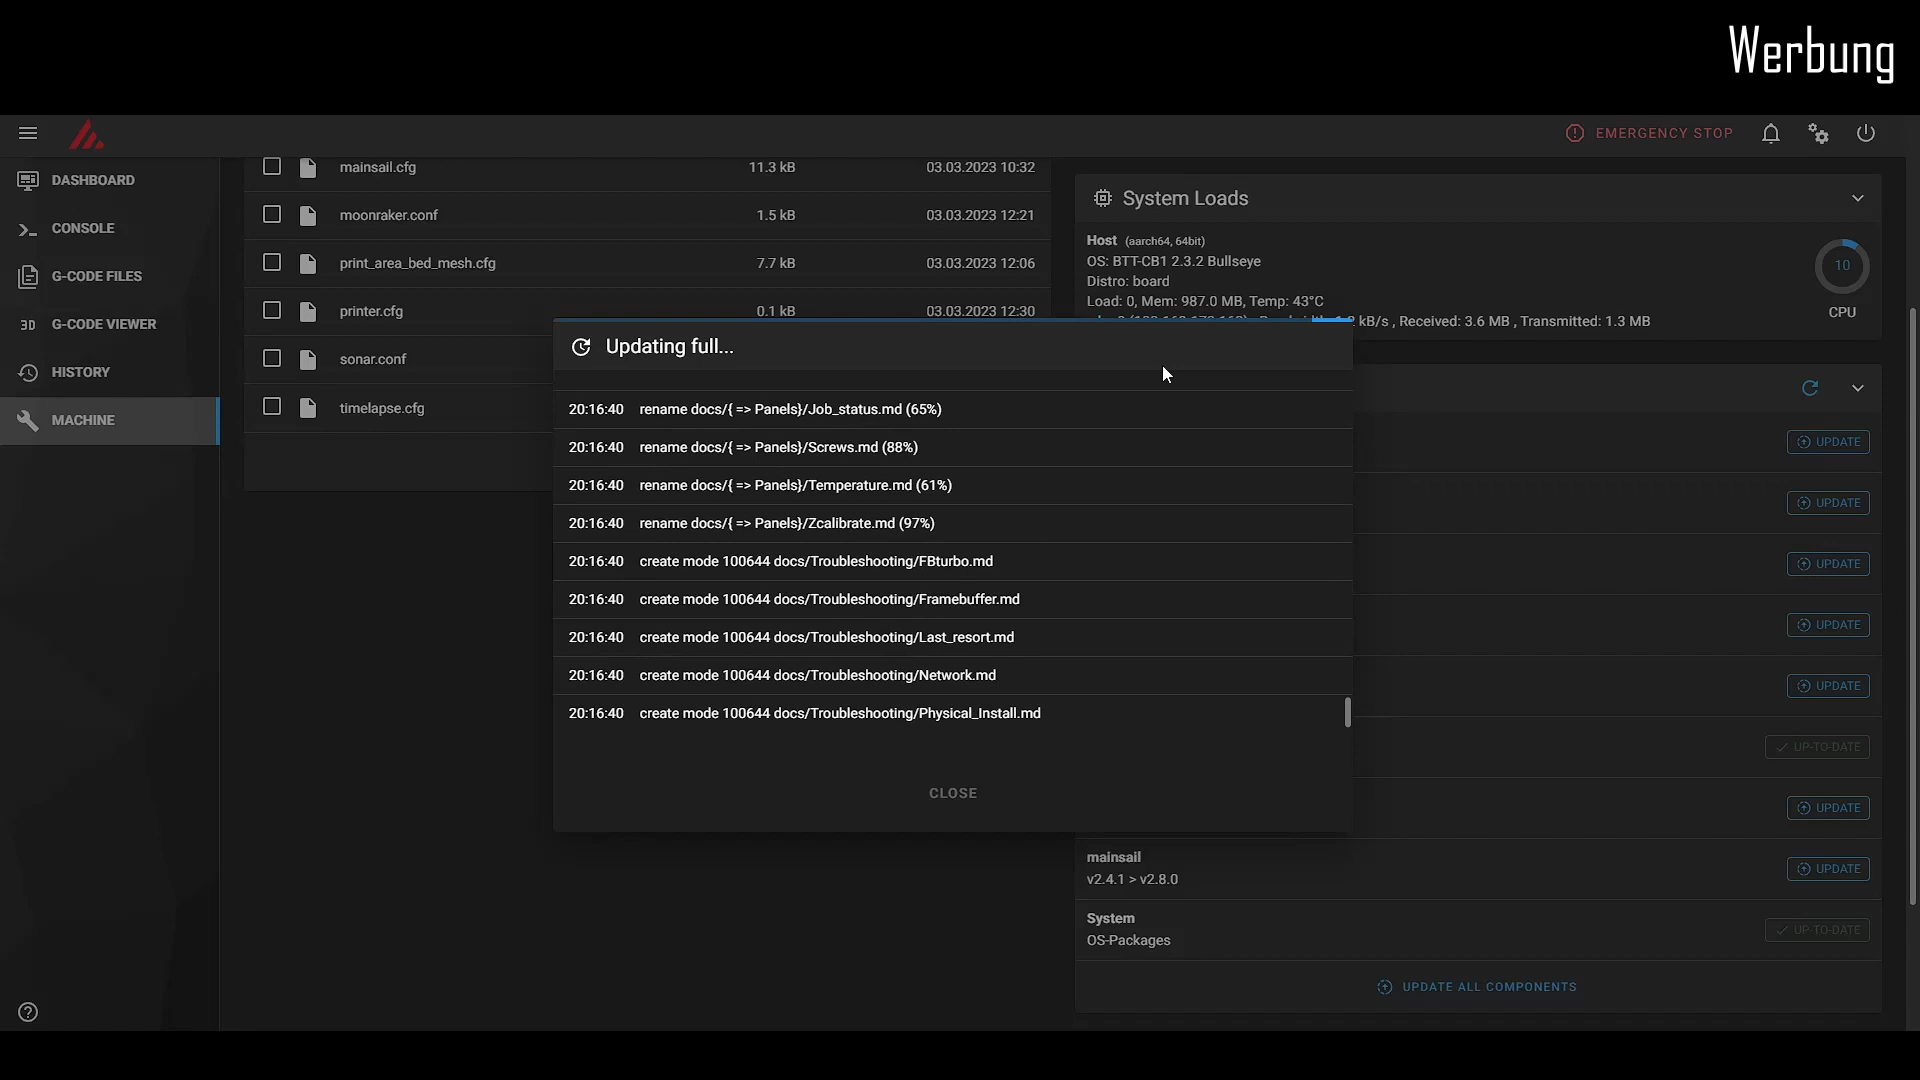 Werbung
EMERGENCY STOP
DASHBOARD
CONSOLE
G-CODE FILES
3D G-CODE VIEWER
HISTORY
MACHINE
mainsail.cfg 11.3 kB 03.03.2023 10:32
moonraker.conf 1.5 kB 03.03.2023 12:21
print_area_bed_mesh.cfg 7.7 kB 03.03.2023 12:06
printer.cfg 0.1 kB 03.03.2023 12:30
sonar.conf
timelapse.cfg
System Loads
Host (aarch64, 64bit)
OS: BTT-CB1 2.3.2 Bullseye
Distro: board
Load: 0, Mem: 987.0 MB, Temp: 43°C
kB/s , Received: 3.6 MB , Transmitted: 1.3 MB
10
CPU
Updating full...
20:16:40 rename docs/{ => Panels}/Job_status.md (65%)
20:16:40 rename docs/{ => Panels}/Screws.md (88%)
20:16:40 rename docs/{ => Panels}/Temperature.md (61%)
20:16:40 rename docs/{ => Panels}/Zcalibrate.md (97%)
20:16:40 create mode 100644 docs/Troubleshooting/FBturbo.md
20:16:40 create mode 100644 docs/Troubleshooting/Framebuffer.md
20:16:40 create mode 100644 docs/Troubleshooting/Last_resort.md
20:16:40 create mode 100644 docs/Troubleshooting/Network.md
20:16:40 create mode 100644 docs/Troubleshooting/Physical_Install.md
CLOSE
UPDATE
UPDATE
UPDATE
UPDATE
UPDATE
UP-TO-DATE
UPDATE
mainsail
v2.4.1 > v2.8.0
UPDATE
System
OS-Packages
UP-TO-DATE
UPDATE ALL COMPONENTS